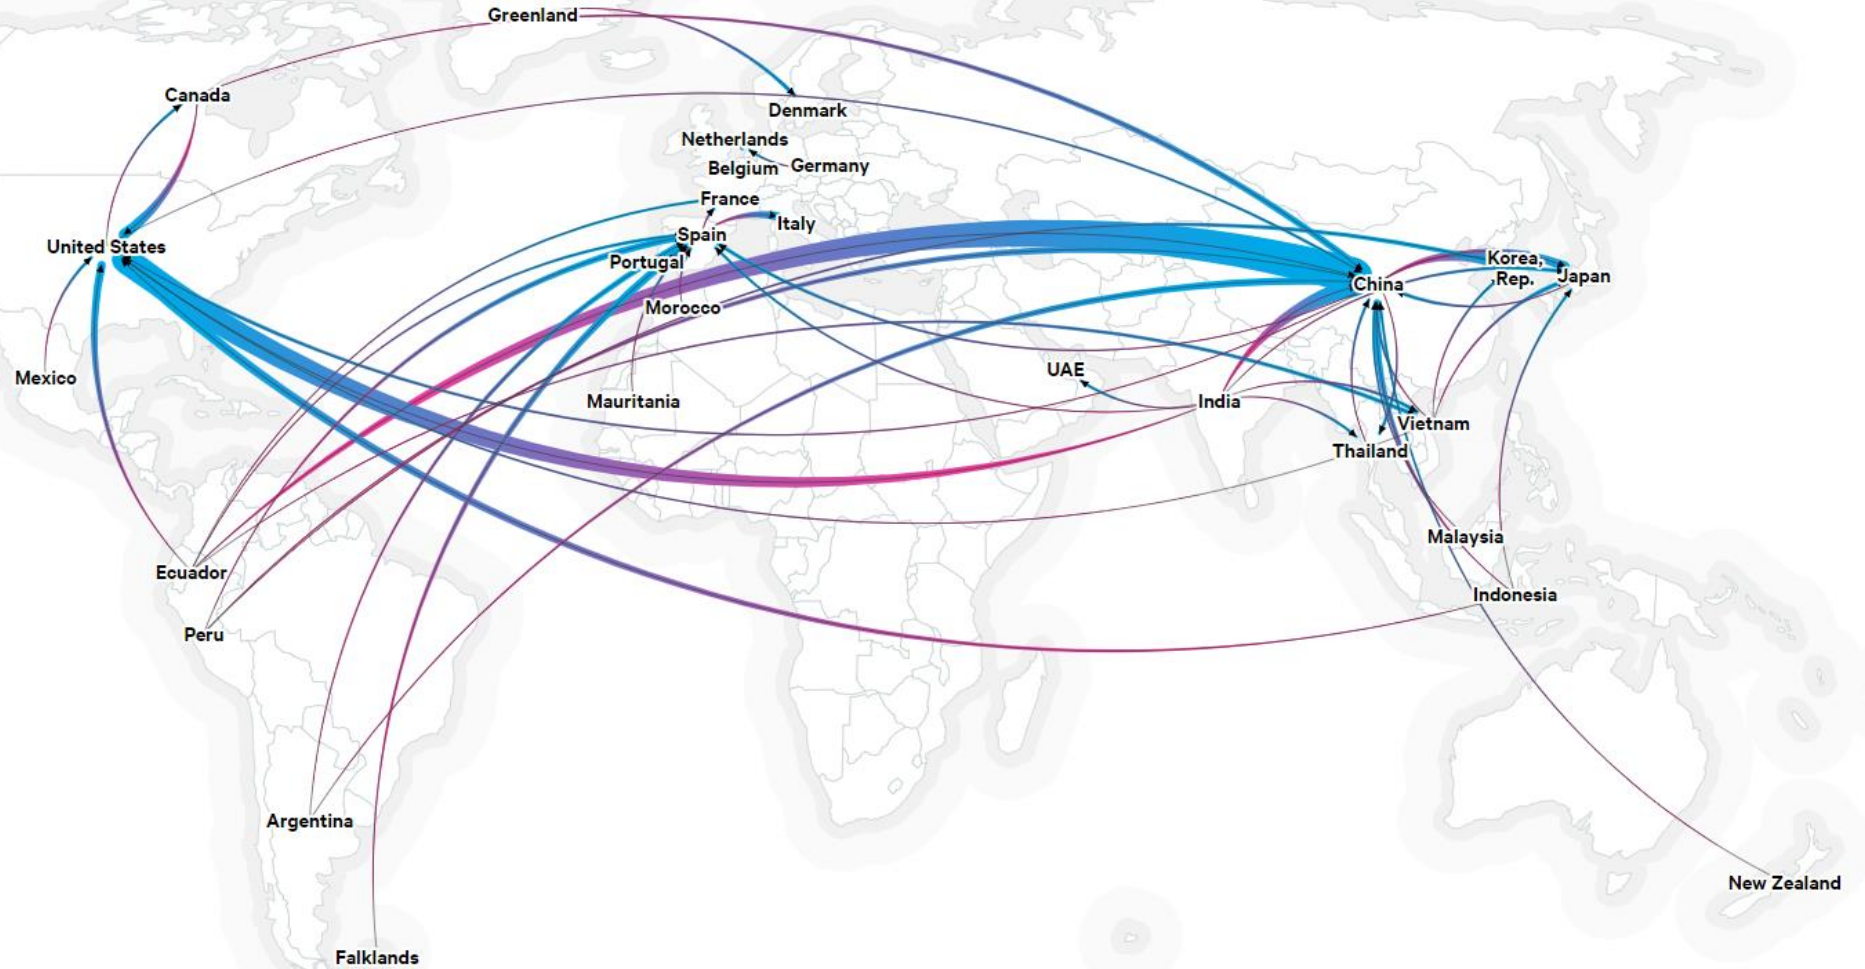 Greenland
Canada
Denmark
Netherlands
Belgium
Germany
France
Italy
Spain
United States
Portugal
Korea,
Rep.
Japan
China
Morocco
Mexico
UAE
Mauritania
India
Vietnam
Thailand
Malaysia
Ecuador
Indonesia
Peru
Argentina
New Zealand
Falklands